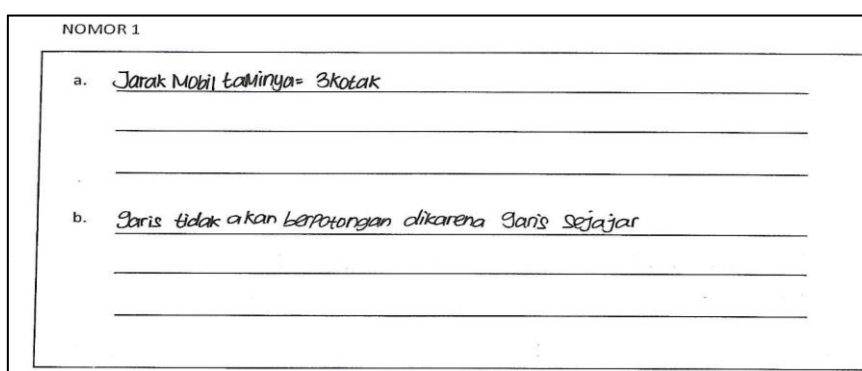 NOMOR 1
a. Jarak Mobil taminya= 3kotak
b. garis tidak akan berpotongan dikarena garis sejajar